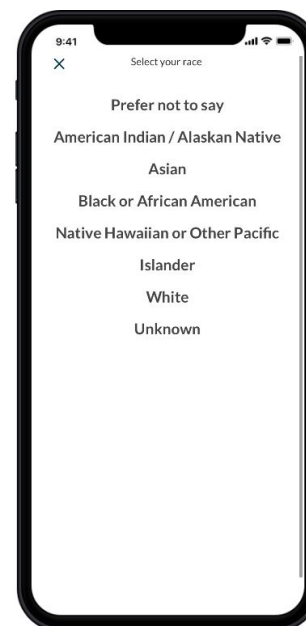 9:41
Select your race
Prefer not to say
American Indian / Alaskan Native
Asian
Black or African American
Native Hawaiian or Other Pacific
Islander
White
Unknown